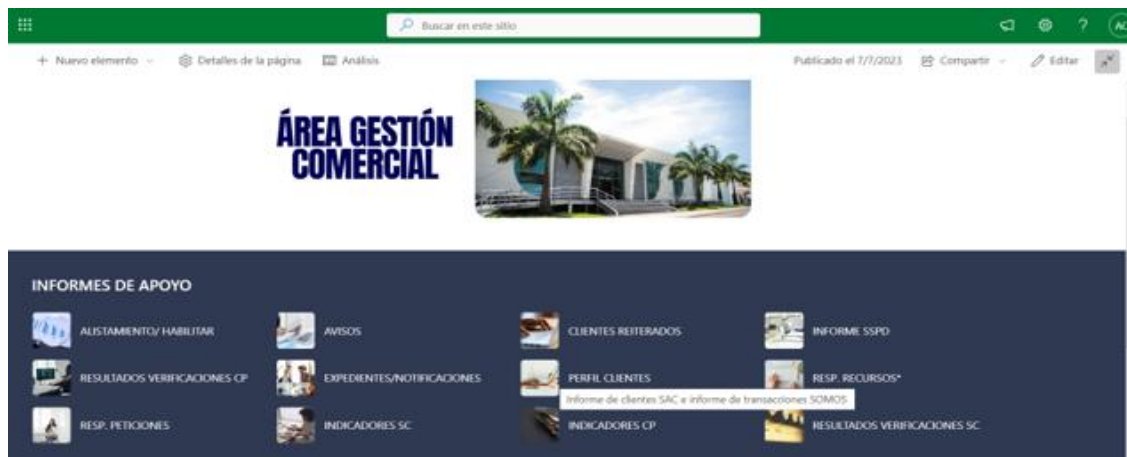 Buscar en este sitio
+ Nuevo elemento
Detalles de la página
Análisis
Publicado el 7/7/2023
Compartir
Editar
ÁREA GESTIÓN
COMERCIAL
INFORMES DE APOYO
ALISTAMIENTO/ HABILITAR
AVISOS
CLIENTES REITERADOS
INFORME SSPD
RESULTADOS VERIFICACIONES CP
EXPEDIENTES/NOTIFICACIONES
PERFIL CLIENTES
RESP. RECURSOS*
Informe de clientes SAC e informe de transacciones SOMOS
RESP. PETICIONES
INDICADORES SC
INDICADORES CP
RESULTADOS VERIFICACIONES SC